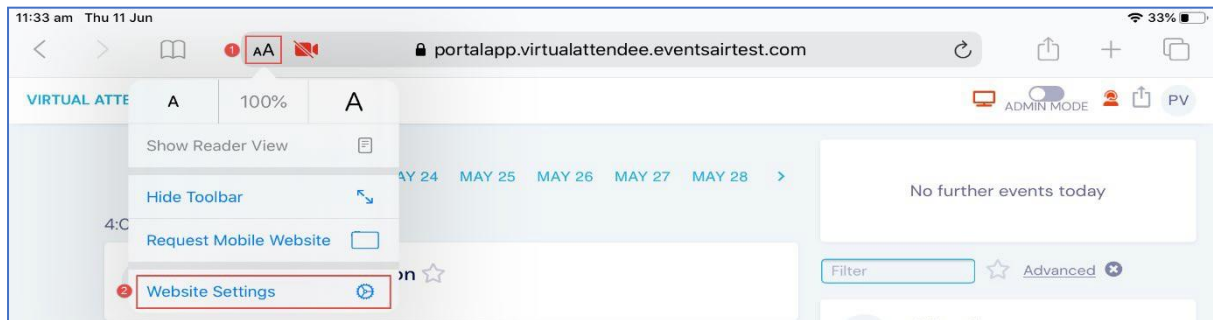 11:33 am Thu 11 Jun 33%
1 AA portalapp.virtualattendee.eventsairtest.com
VIRTUAL ATTE A 100% A ADMIN MODE PV
Show Reader View
AY 24 MAY 25 MAY 26 MAY 27 MAY 28 >
No further events today
Hide Toolbar
4:0
Request Mobile Website
on
Filter Advanced
2 Website Settings